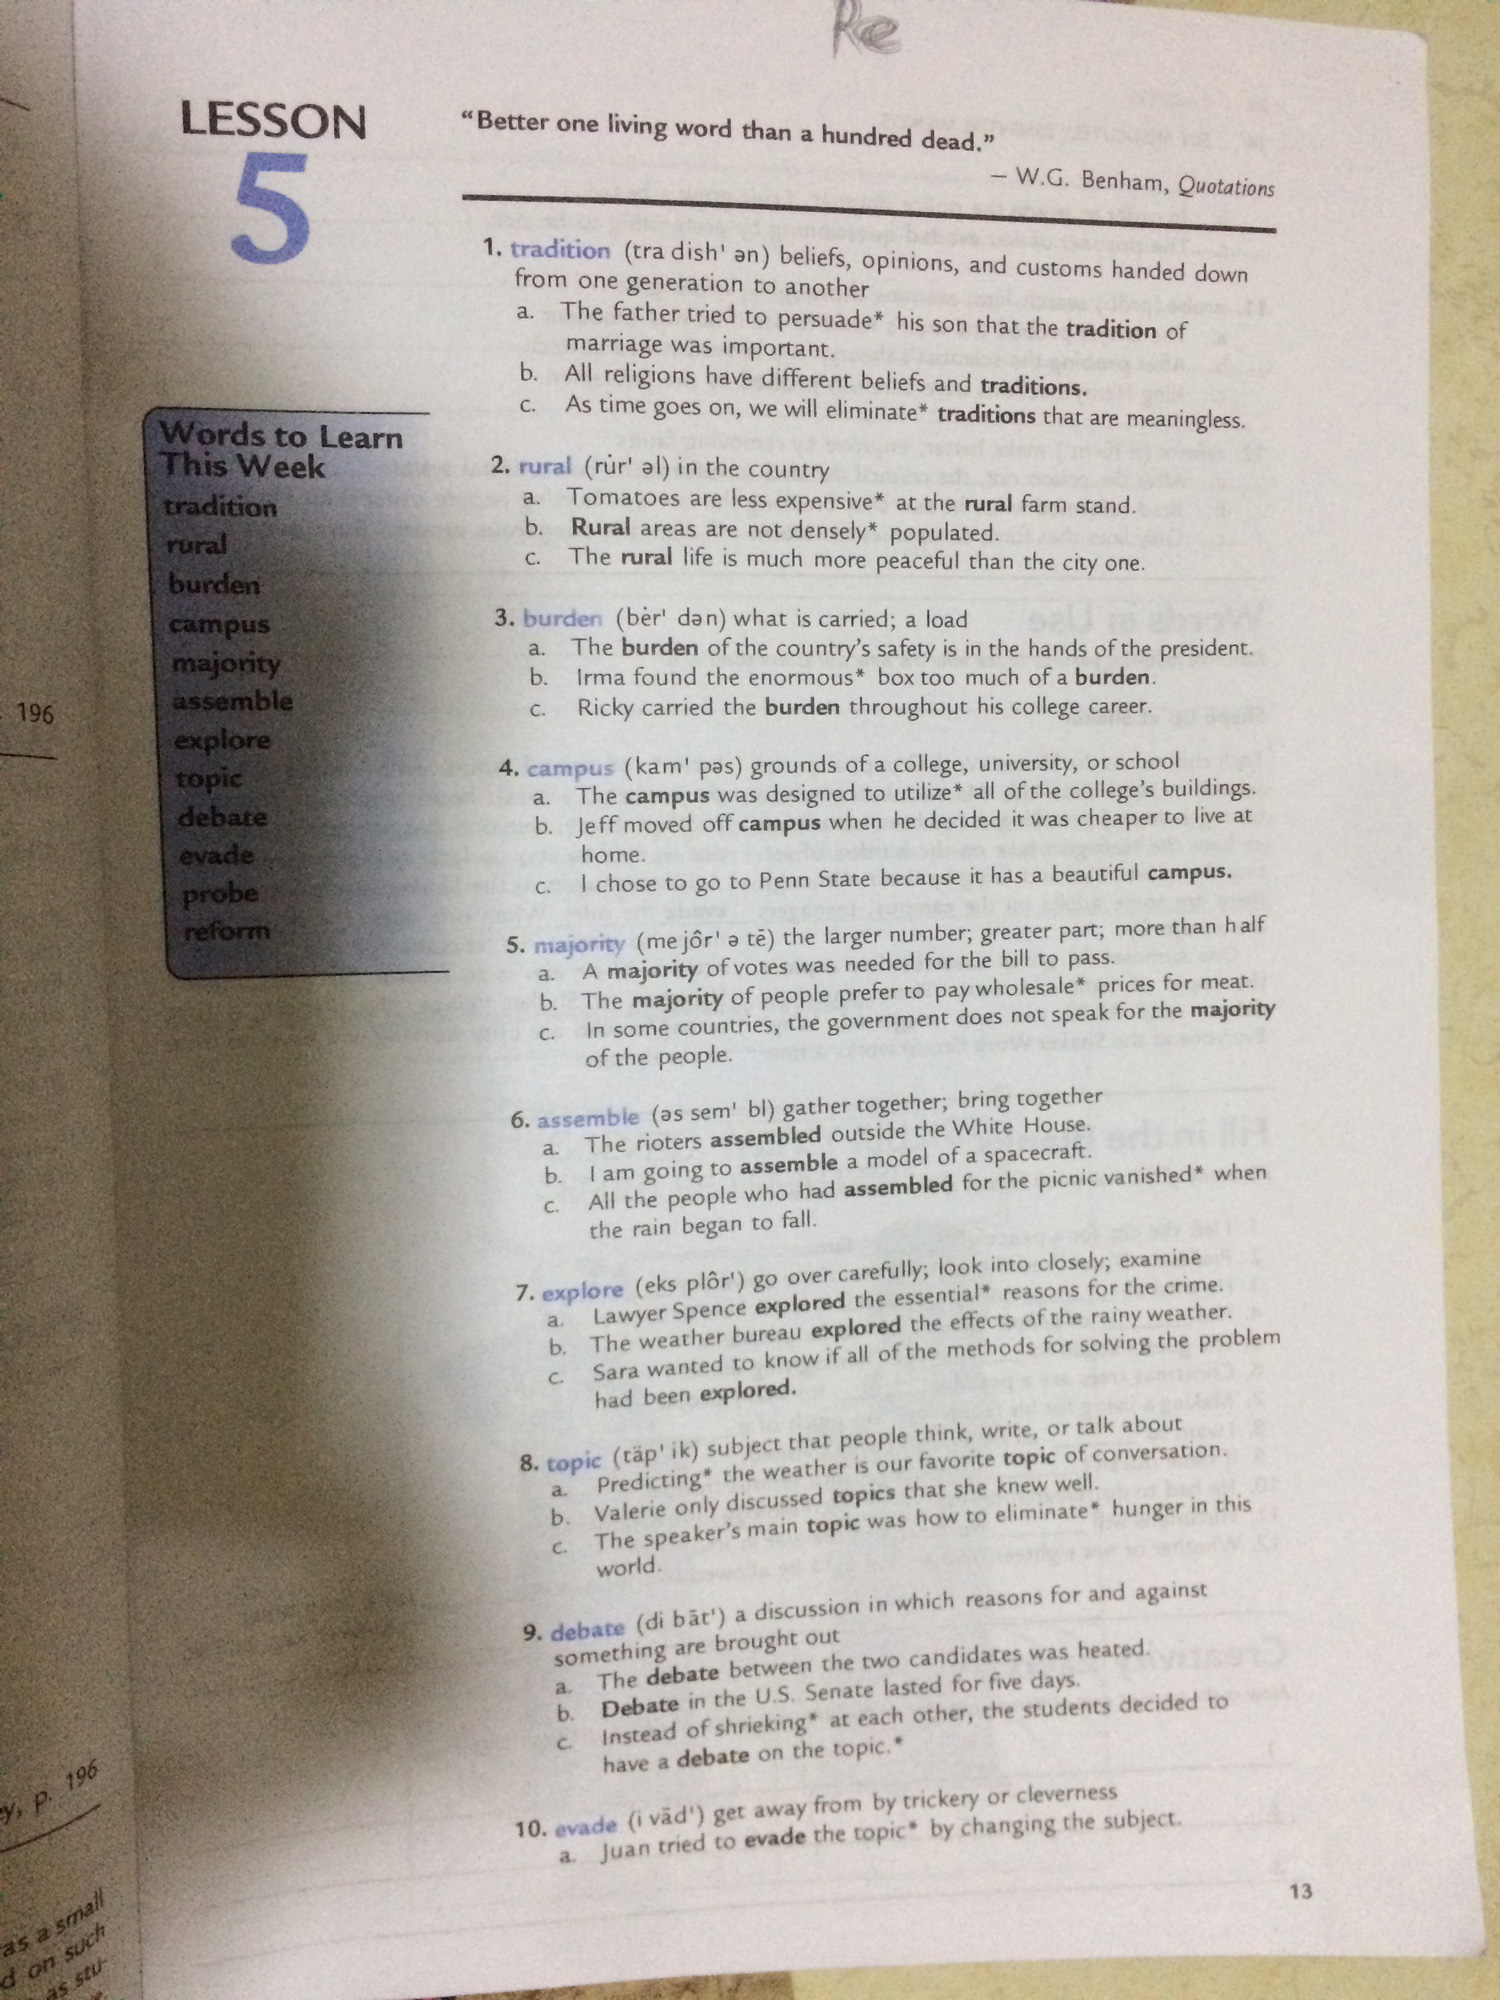 Re
LESSON
5
"Better one living word than a hundred dead."
— W.G. Benham, Quotations
1. tradition (tra dish' ən) beliefs, opinions, and customs handed down
from one generation to another
a. The father tried to persuade* his son that the tradition of
marriage was important.
b. All religions have different beliefs and traditions.
c. As time goes on, we will eliminate* traditions that are meaningless.
Words to Learn
This Week
tradition
rural
burden
campus
majority
assemble
explore
topic
debate
evade
probe
reform
2. rural (ru̇r' əl) in the country
a. Tomatoes are less expensive* at the rural farm stand.
b. Rural areas are not densely* populated.
c. The rural life is much more peaceful than the city one.
3. burden (bėr' dən) what is carried; a load
a. The burden of the country's safety is in the hands of the president.
b. Irma found the enormous* box too much of a burden.
c. Ricky carried the burden throughout his college career.
4. campus (kam' pəs) grounds of a college, university, or school
a. The campus was designed to utilize* all of the college's buildings.
b. Jeff moved off campus when he decided it was cheaper to live at
home.
c. I chose to go to Penn State because it has a beautiful campus.
5. majority (me jôr' ə tē) the larger number; greater part; more than half
a. A majority of votes was needed for the bill to pass.
b. The majority of people prefer to pay wholesale* prices for meat.
c. In some countries, the government does not speak for the majority
of the people.
6. assemble (əs sem' bl) gather together; bring together
a. The rioters assembled outside the White House.
b. I am going to assemble a model of a spacecraft.
c. All the people who had assembled for the picnic vanished* when
the rain began to fall.
7. explore (eks plôr') go over carefully; look into closely; examine
a. Lawyer Spence explored the essential* reasons for the crime.
b. The weather bureau explored the effects of the rainy weather.
c. Sara wanted to know if all of the methods for solving the problem
had been explored.
8. topic (täp' ik) subject that people think, write, or talk about
a. Predicting* the weather is our favorite topic of conversation.
b. Valerie only discussed topics that she knew well.
c. The speaker's main topic was how to eliminate* hunger in this
world.
9. debate (di bāt') a discussion in which reasons for and against
something are brought out
a. The debate between the two candidates was heated.
b. Debate in the U.S. Senate lasted for five days.
c. Instead of shrieking* at each other, the students decided to
have a debate on the topic.*
10. evade (i vād') get away from by trickery or cleverness
a. Juan tried to evade the topic* by changing the subject.
13
196
p. 196
as a small
on such
as stu-